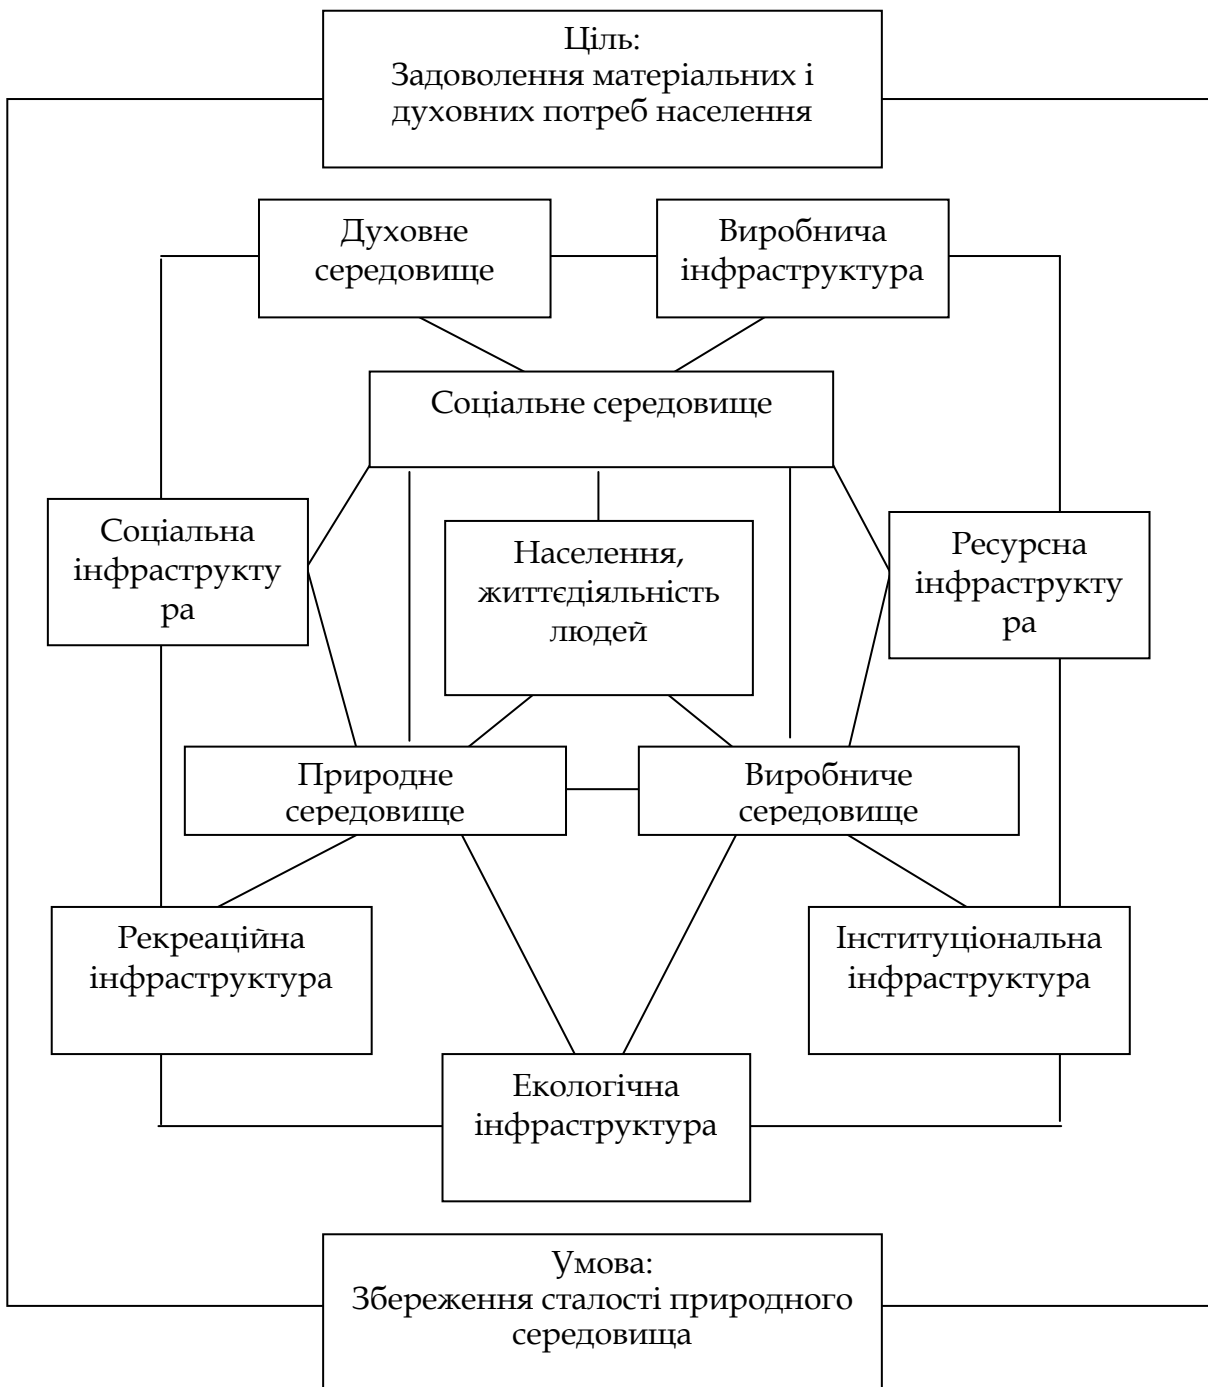 Ціль:
Задоволення матеріальних і
духовних потреб населення
Духовне
середовище
Виробнича
інфраструктура
Соціальне середовище
Соціальна
інфраструкту
ра
Населення,
життєдіяльність
людей
Ресурсна
інфраструкту
ра
Природне
середовище
Виробниче
середовище
Рекреаційна
інфраструктура
Інституціональна
інфраструктура
Екологічна
інфраструктура
Умова:
Збереження сталості природного
середовища